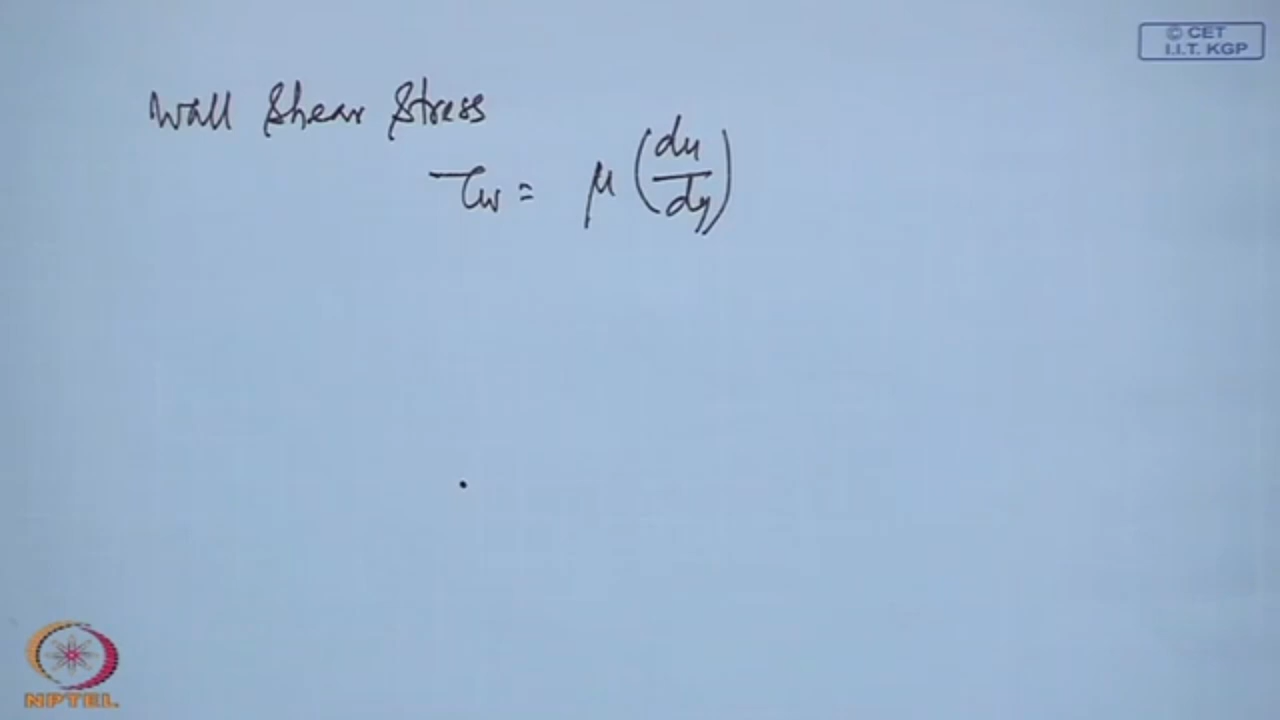 © CET
I.I.T. KGP
Wall Shear Stress
τw = μ (du/dy)
NPTEL